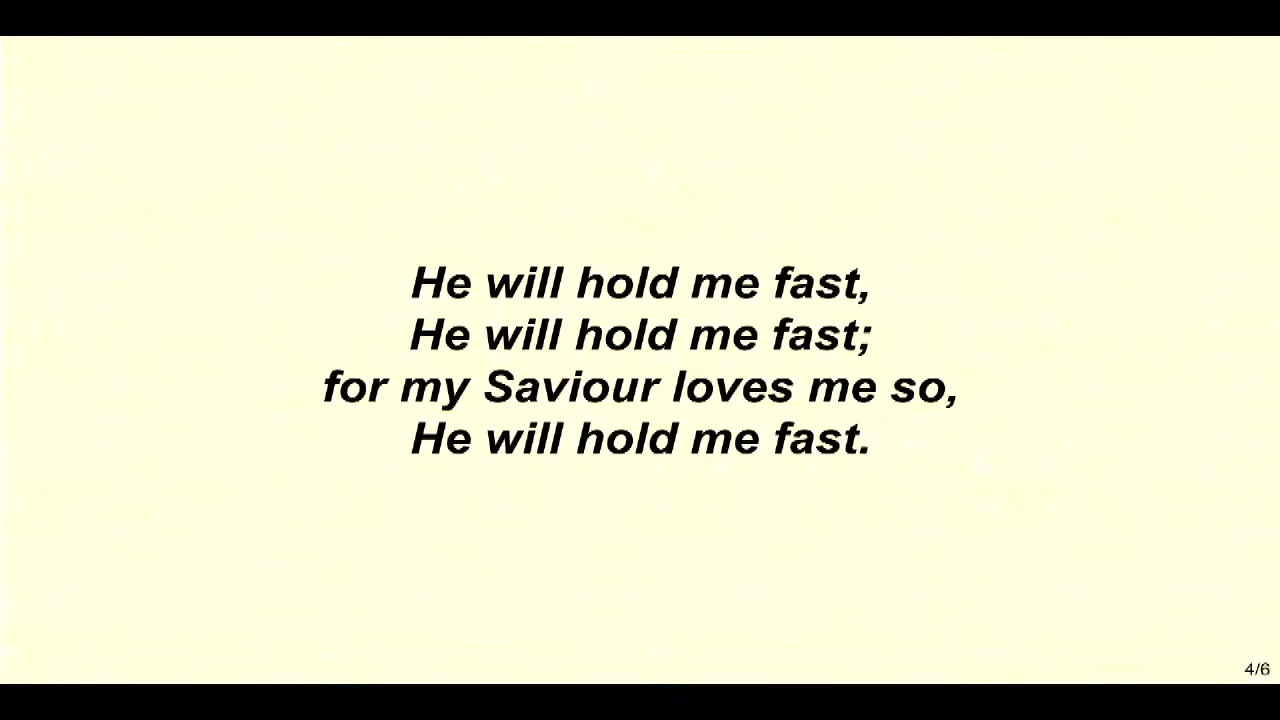 He will hold me fast,
He will hold me fast;
for my Saviour loves me so,
He will hold me fast.
4/6